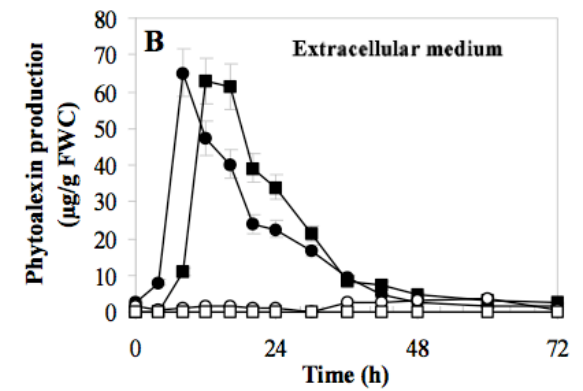 B
Extracellular medium
Phytoalexin production
(µg/g FWC)
80
70
60
50
40
30
20
10
0
0 24 48 72
Time (h)